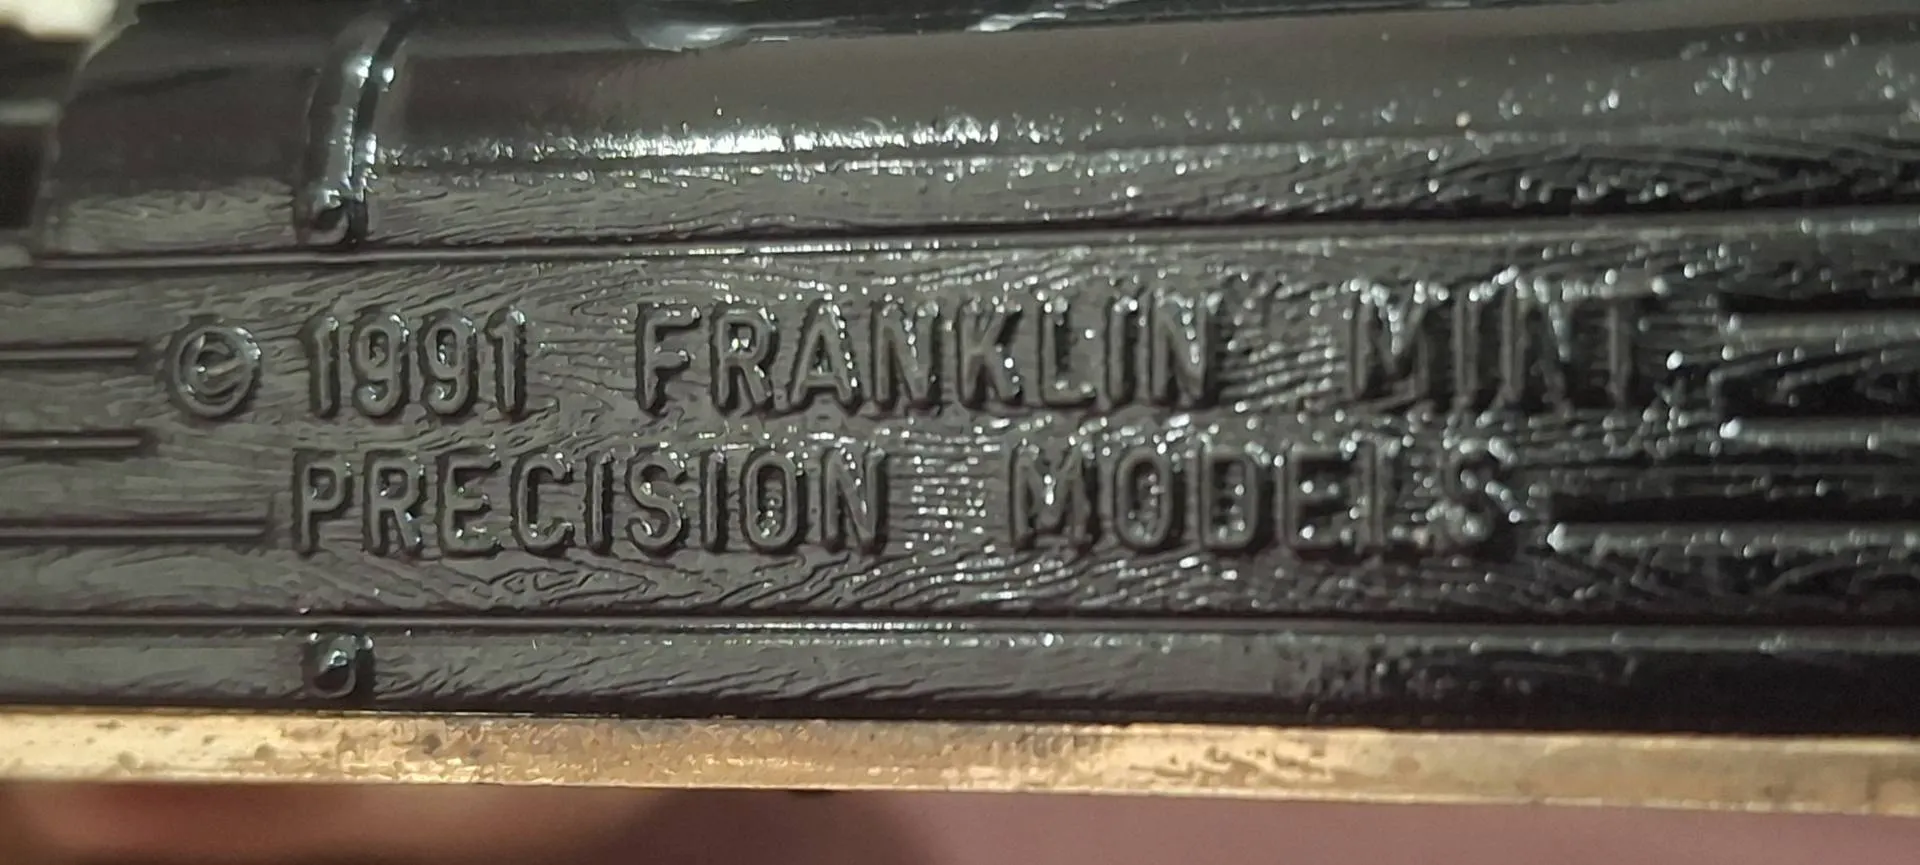 © 1991 FRANKLIN MINT
PRECISION MODELS